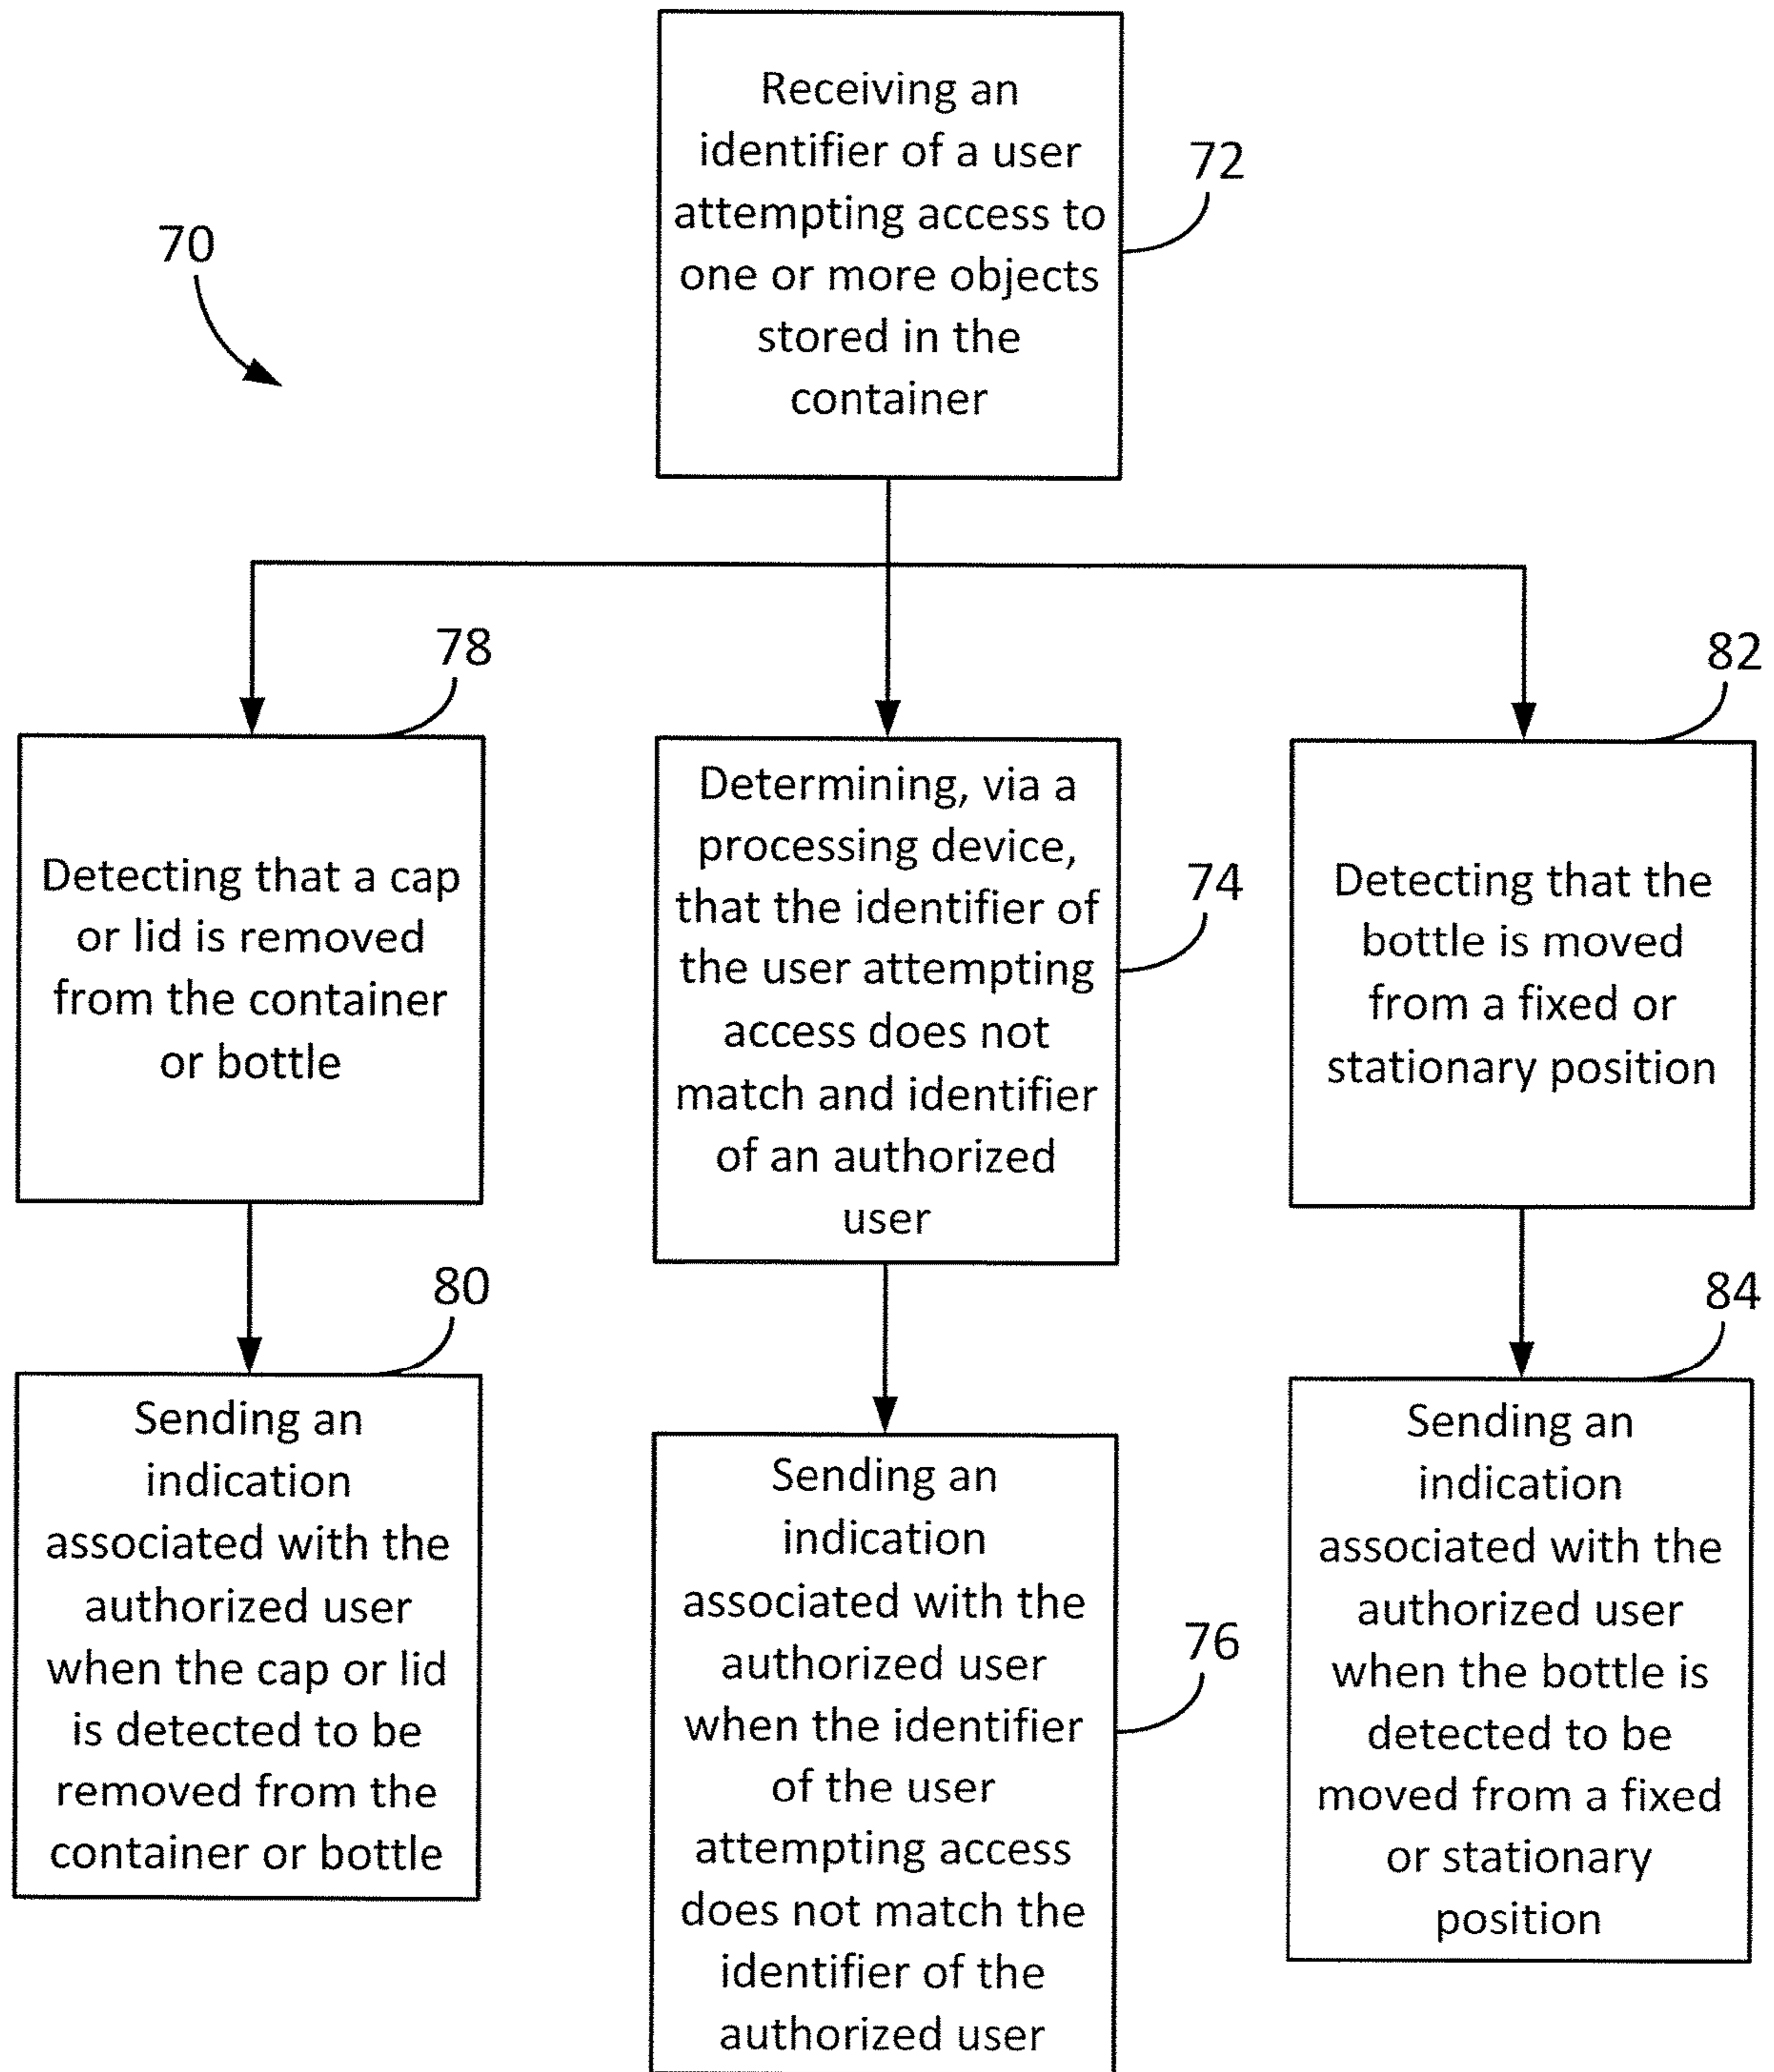 Receiving an
identifier of a user
attempting access to
one or more objects
stored in the
container
72
70
78
Detecting that a cap
or lid is removed
from the container
or bottle
Determining, via a
processing device,
that the identifier of
the user attempting
access does not
match and identifier
of an authorized
user
74
82
Detecting that the
bottle is moved
from a fixed or
stationary position
80
Sending an
indication
associated with the
authorized user
when the cap or lid
is detected to be
removed from the
container or bottle
Sending an
indication
associated with the
authorized user
when the identifier
of the user
attempting access
does not match the
identifier of the
authorized user
76
84
Sending an
indication
associated with the
authorized user
when the bottle is
detected to be
moved from a fixed
or stationary
position